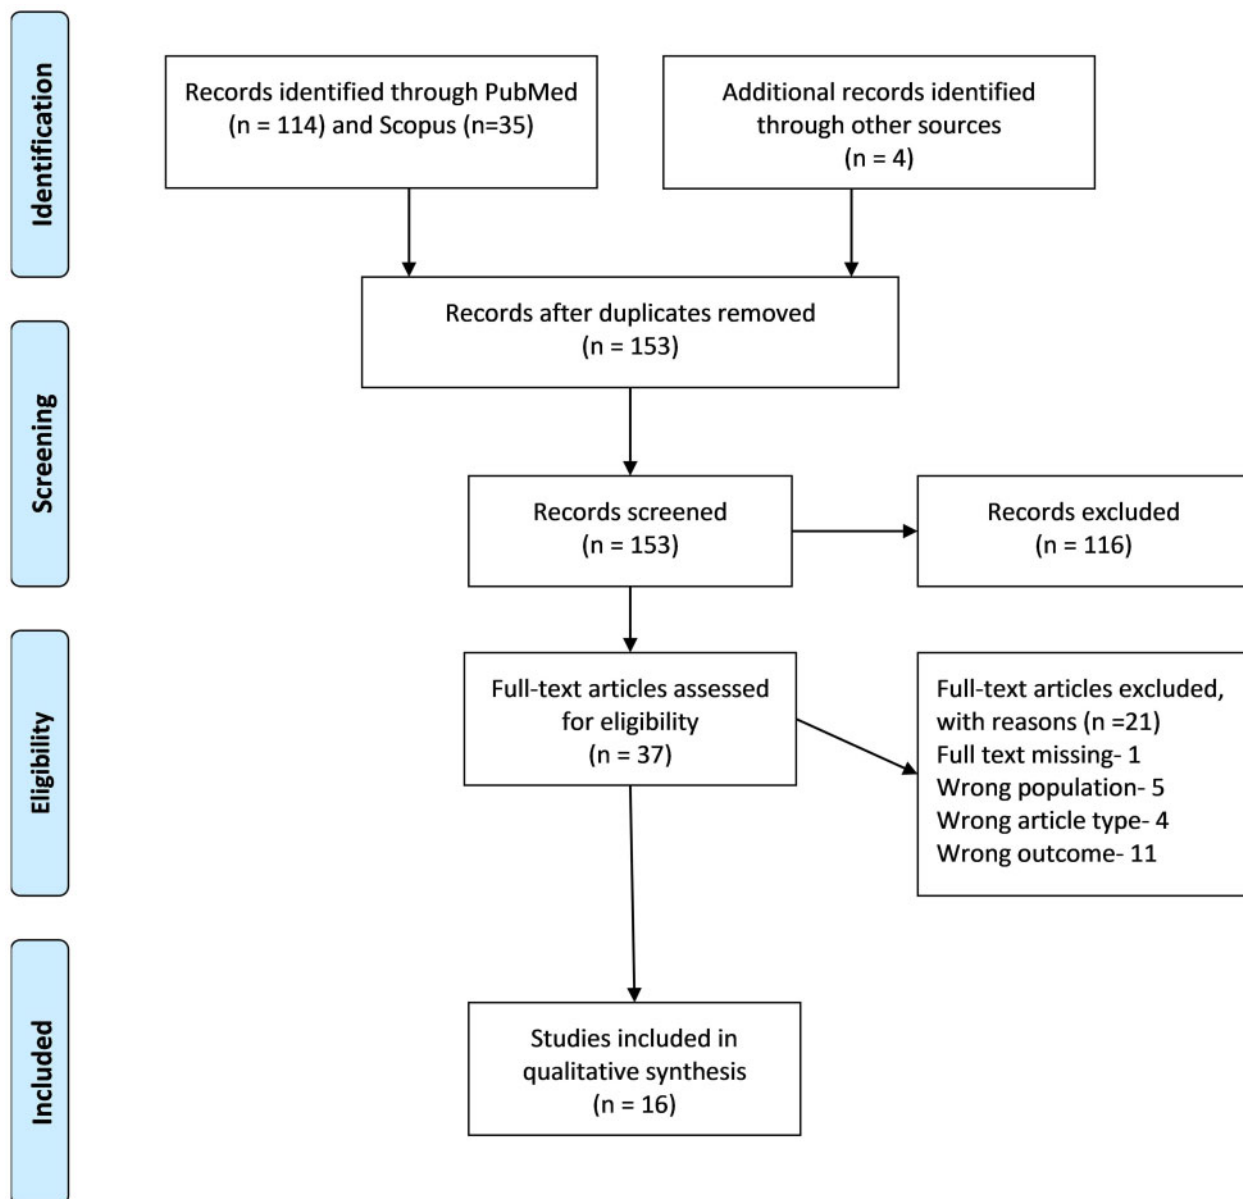 Identification
Records identified through PubMed
(n = 114) and Scopus (n=35)
Additional records identified
through other sources
(n = 4)
Records after duplicates removed
(n = 153)
Screening
Records screened
(n = 153)
Records excluded
(n = 116)
Eligibility
Full-text articles assessed
for eligibility
(n = 37)
Full-text articles excluded,
with reasons (n =21)
Full text missing- 1
Wrong population- 5
Wrong article type- 4
Wrong outcome- 11
Included
Studies included in
qualitative synthesis
(n = 16)